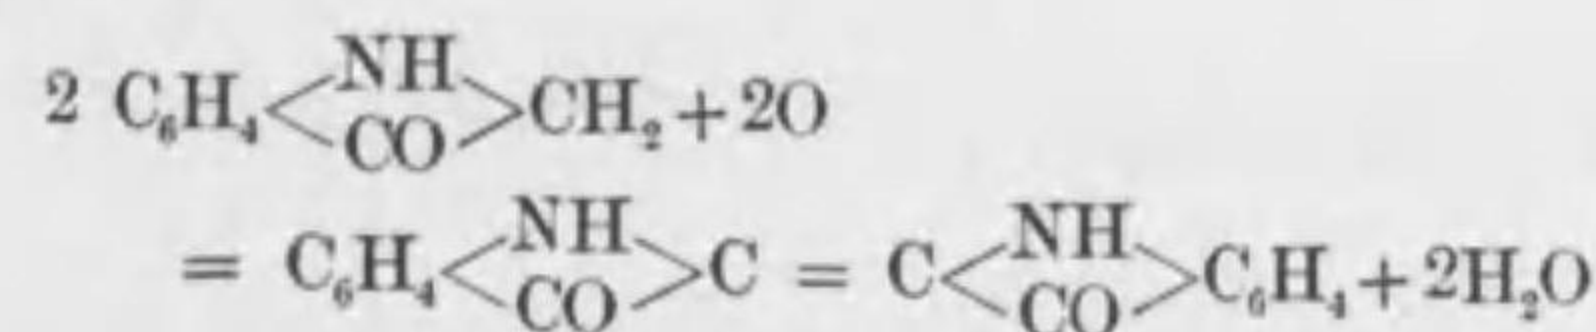 2 C₆H₄<NH CO>CH₂+2O
= C₆H₄<NH CO>C = C<NH CO>C₆H₄+2H₂O